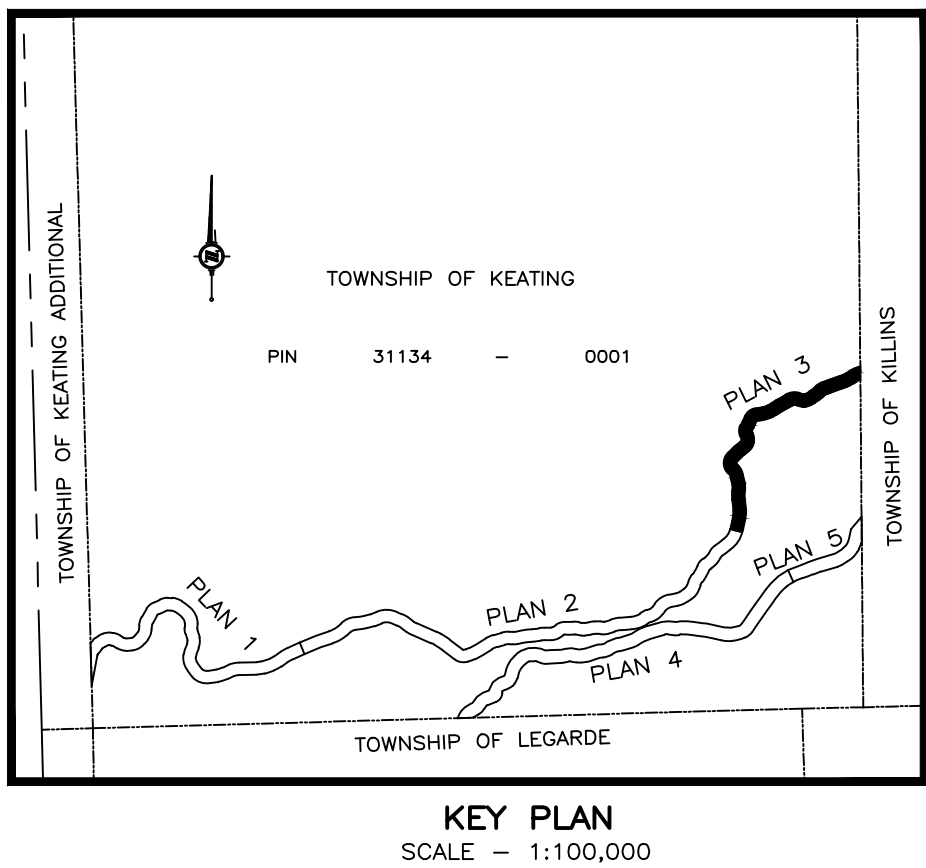 TOWNSHIP OF KEATING ADDITIONAL
TOWNSHIP OF KEATING
PIN 31134 – 0001
PLAN 3
TOWNSHIP OF KILLINS
PLAN 5
PLAN 1
PLAN 2
PLAN 4
TOWNSHIP OF LEGARDE
KEY PLAN
SCALE – 1:100,000